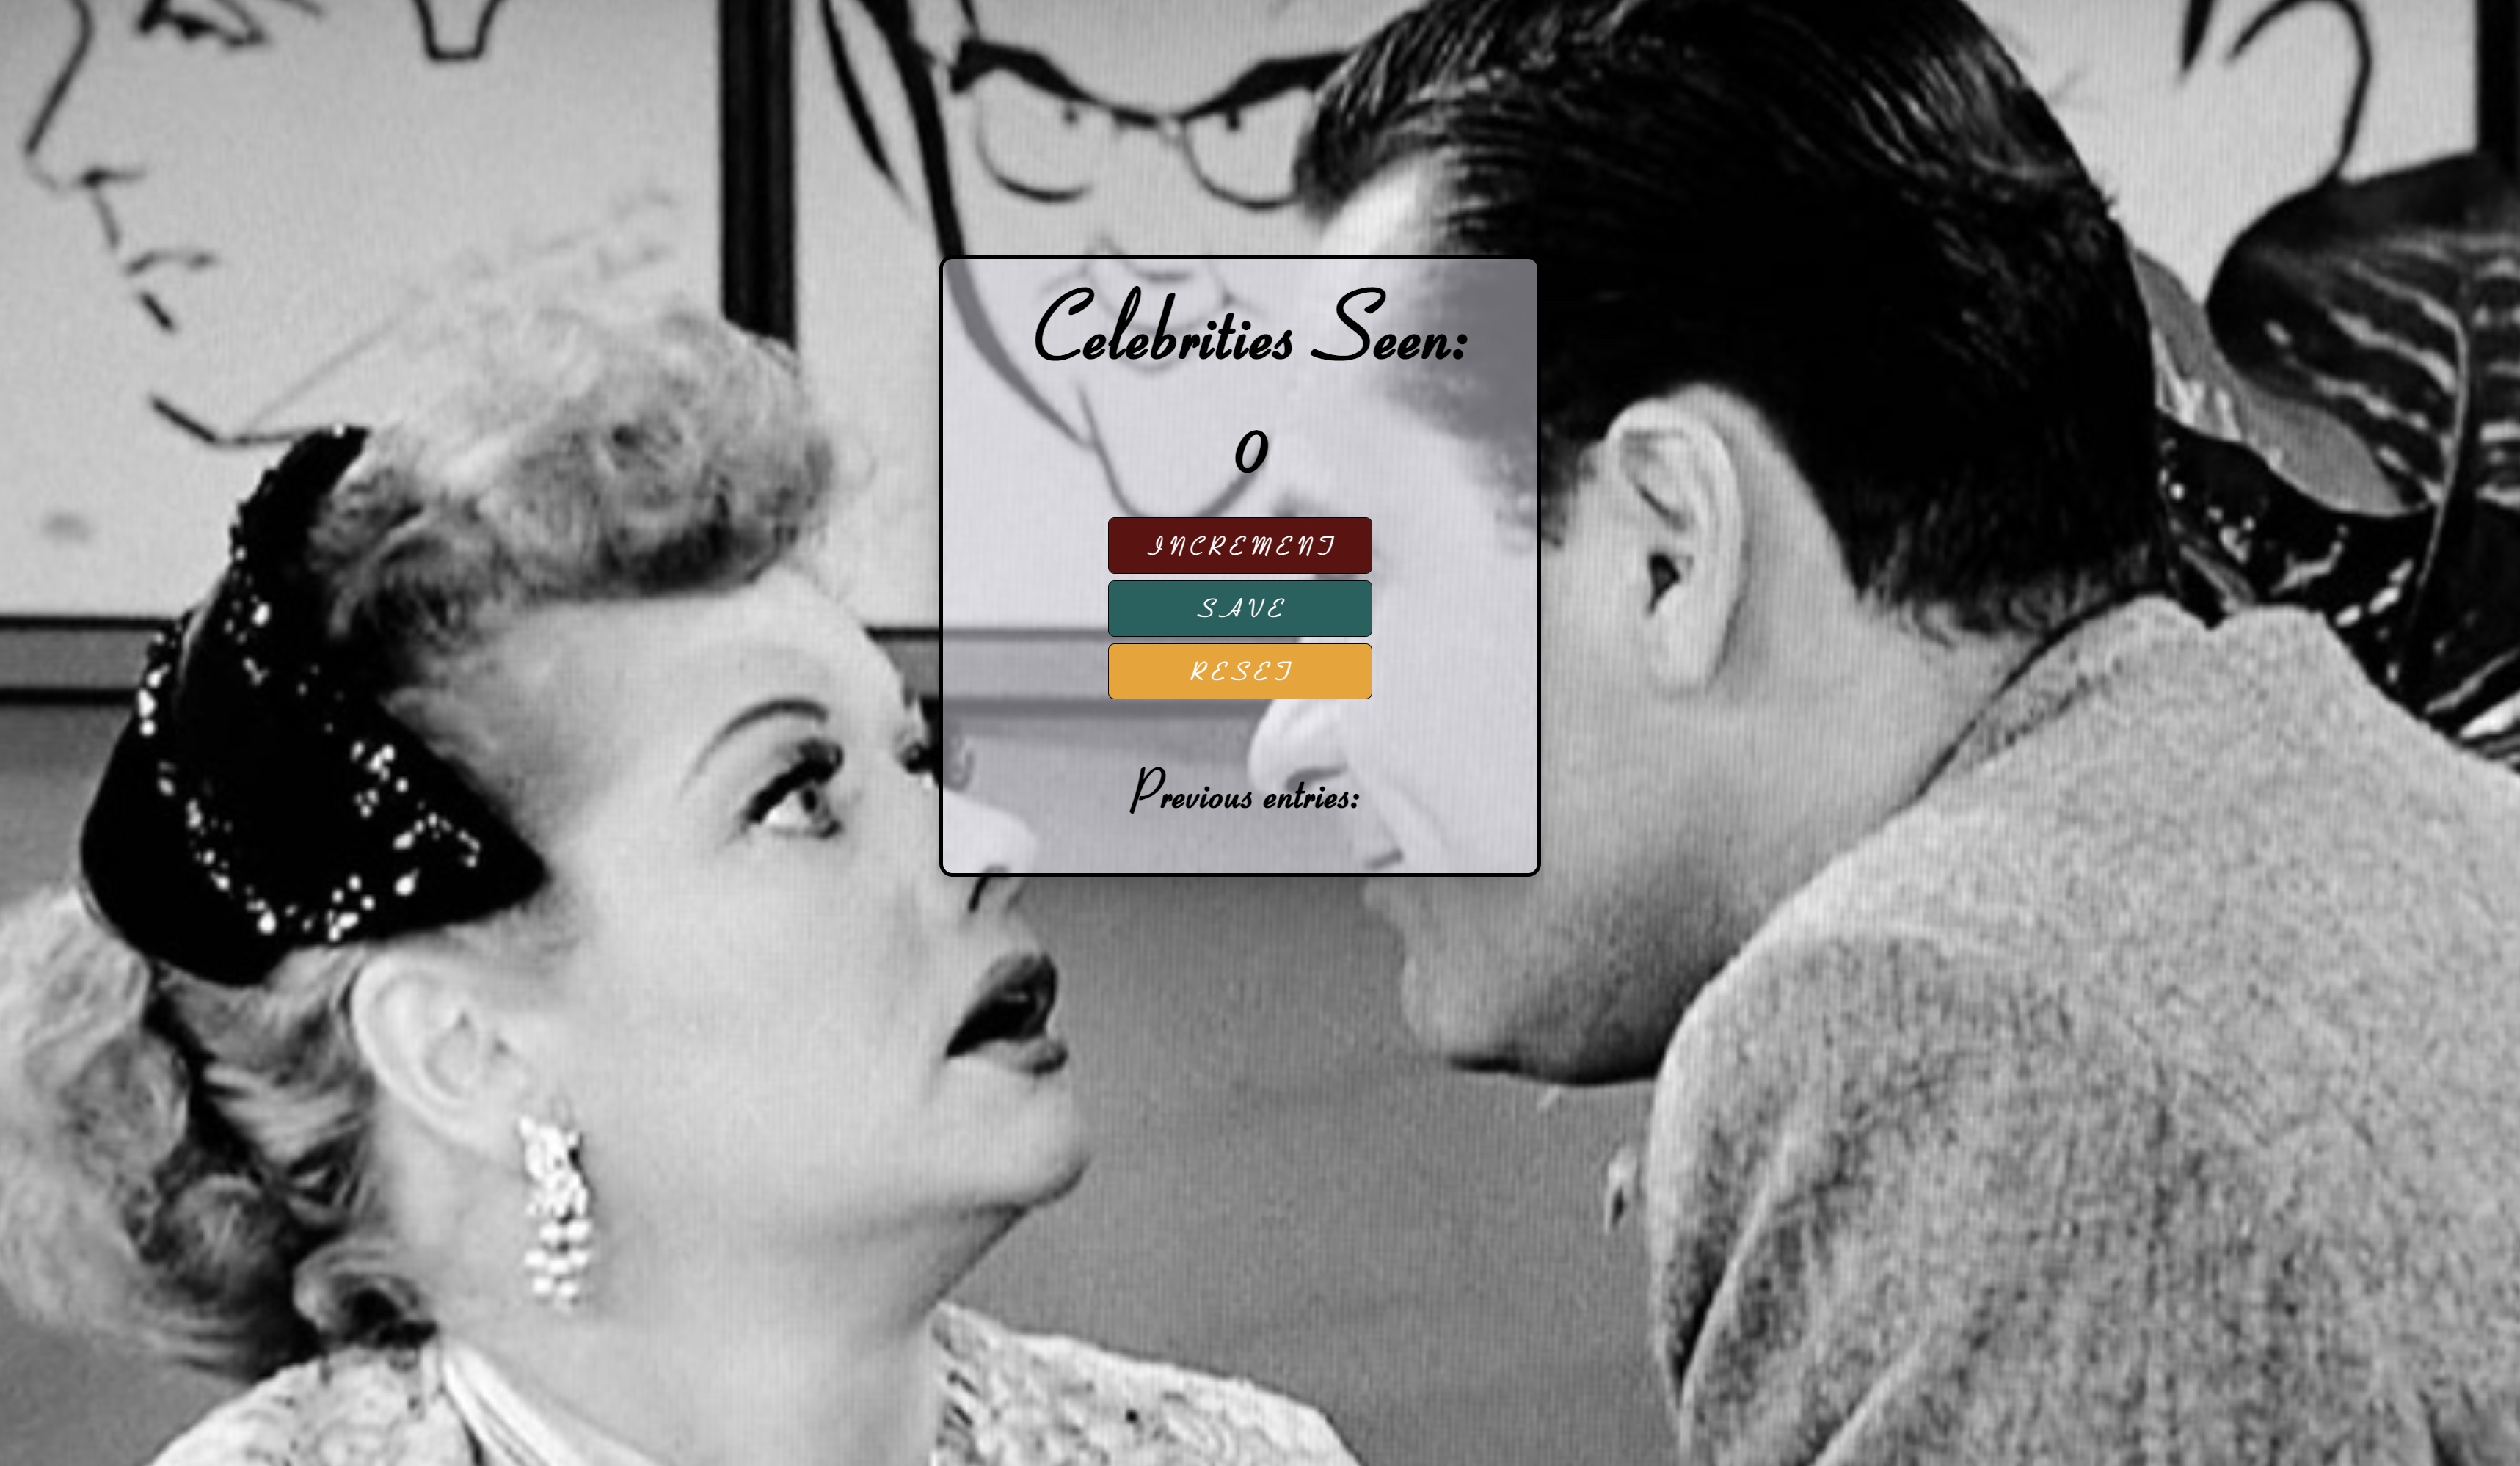 Celebrities Seen:
0
INCREMENT
SAVE
RESET
Previous entries: